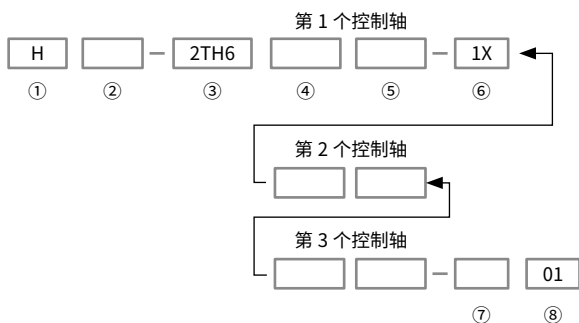 第 1 个控制轴
H – 2TH6 – 1X
① ② ③ ④ ⑤ ⑥
第 2 个控制轴
第 3 个控制轴
– 01
⑦ ⑧